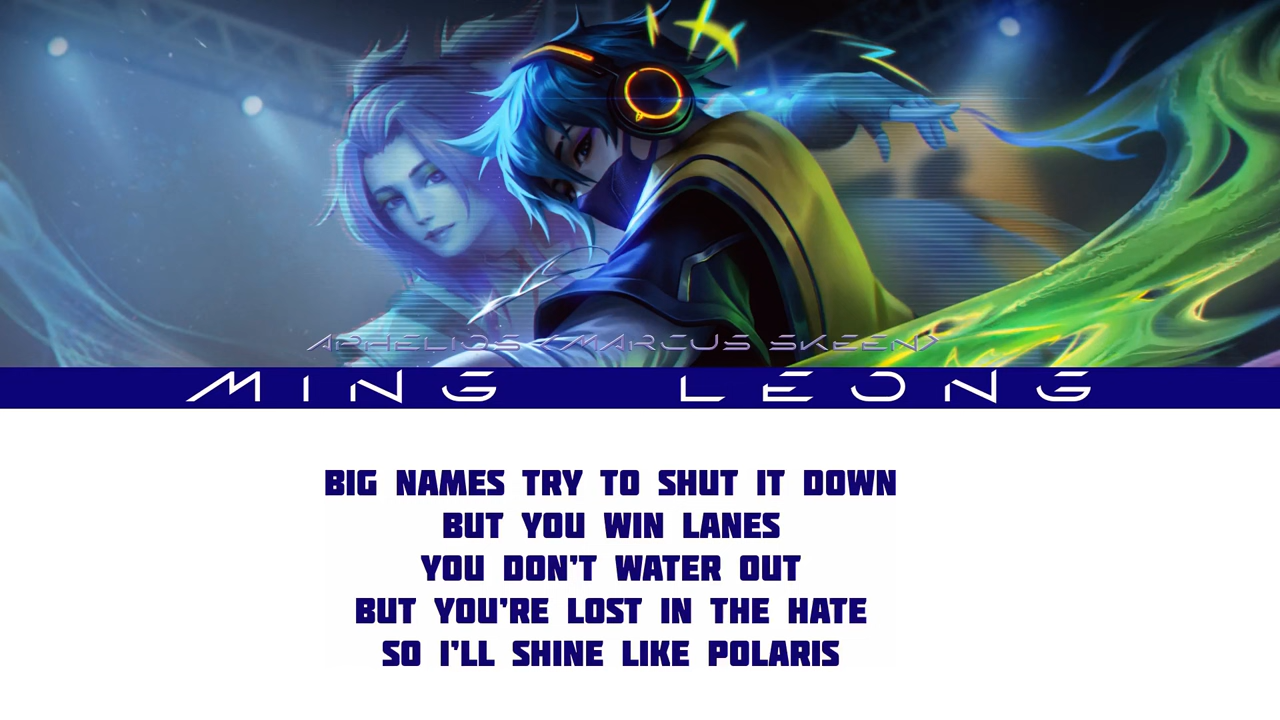 APHELIOS <MARCUS SKEEN>
MING LEONG
BIG NAMES TRY TO SHUT IT DOWN
BUT YOU WIN LANES
YOU DON'T WATER OUT
BUT YOU'RE LOST IN THE HATE
SO I'LL SHINE LIKE POLARIS